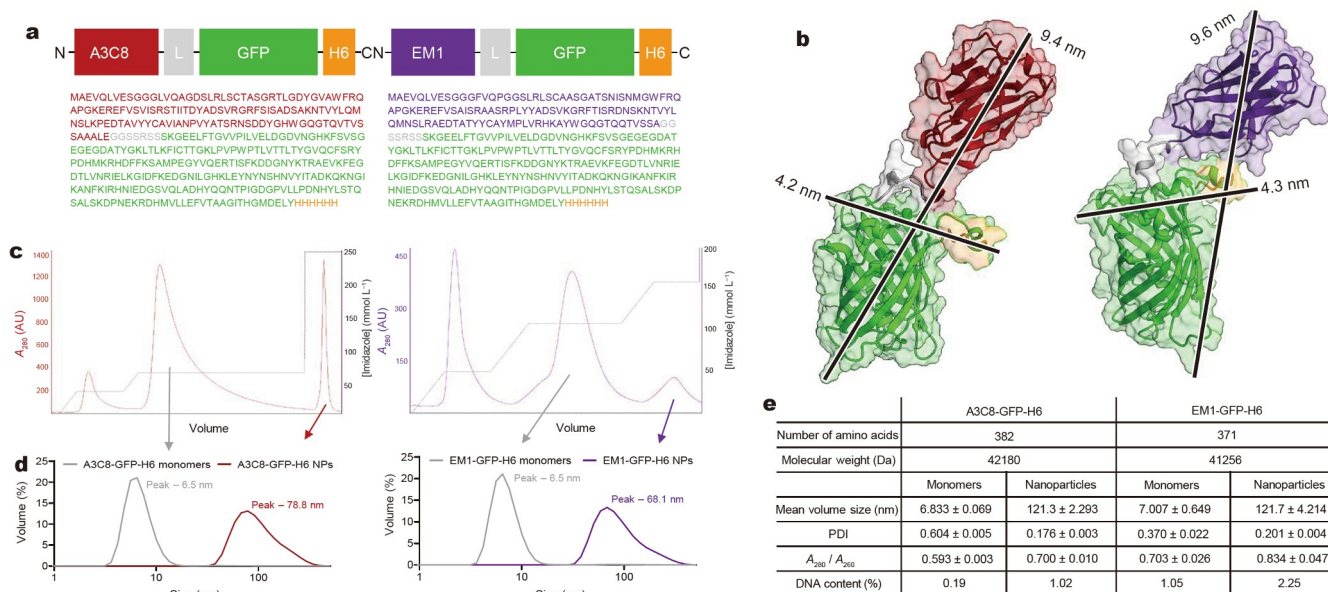 a
N A3C8 L GFP H6 C N EM1 L GFP H6 C
MAEVQLVESGGGLVQAGDSLRLSCTASGRTLGDYGVAWFRQ
APGKEREFVSVISRSTIITDYADSVRGRFSISADSAKNTVYLQM
NSLKPEDTAVYYCAVIANPVYATSRNSDDYGHWGQGTQVTVS
SAAALEGGSSRSSSKGEELFTGVVPILVELDGDVNGHKFSVSG
EGEGDATYGKLTLKFICTTGKLPVPWPTLVTTLTYGVQCFSRY
PDHMKRHDFFKSAMPEGYVQERTISFKDDGNYKTRAEVKFEG
DTLVNRIELKGIDFKEDGNILGHKLEYNYNSHNVYITADKQKNGI
KANFKIRHNIEDGSVQLADHYQQNTPIGDGPVLLPDNHYLSTQ
SALSKDPNEKRDHMVLLEFVTAAGITHGMDELYHHHHHH
MAEVQLVESGGGFVQPGGSLRLSCAASGATSNISNMGWFRQ
APGKEREFVSAISRAASRPLYYADSVKGRFTISRDNSKNTVYL
QMNSLRAEDTATYYCAYMPLVRHKAYWGQGTQQTVSSAGG
SSRSSSKGEELFTGVVPILVELDGDVNGHKFSVSGEGEGDAT
YGKLTLKFICTTGKLPVPWPTLVTTLTYGVQCFSRYPDHMKRH
DFFKSAMPEGYVQERTISFKDDGNYKTRAEVKFEGDTLVNRIE
LKGIDFKEDGNILGHKLEYNYNSHNVYITADKQKNGIKANFKIR
HNIEDGSVQLADHYQQNTPIGDGPVLLPDNHYLSTQSALSKDP
NEKRDHMVLLEFVTAAGITHGMDELYHHHHHH
b
9.4 nm
4.2 nm
9.6 nm
4.3 nm
c
A280 (AU)
1400
1200
1000
800
600
400
200
250
200
150
100
50
0
[Imidazole] (mmol L⁻¹)
Volume
A280 (AU)
450
300
150
200
150
100
50
0
[Imidazole] (mmol L⁻¹)
Volume
d
A3C8-GFP-H6 monomers A3C8-GFP-H6 NPs
Peak – 6.5 nm
Peak – 78.8 nm
Volume (%)
25
20
15
10
5
0
1 10 100
EM1-GFP-H6 monomers EM1-GFP-H6 NPs
Peak – 6.5 nm
Peak – 68.1 nm
Volume (%)
25
20
15
10
5
0
1 10 100
e
A3C8-GFP-H6 EM1-GFP-H6
Number of amino acids 382 371
Molecular weight (Da) 42180 41256
Monomers Nanoparticles Monomers Nanoparticles
Mean volume size (nm) 6.833 ± 0.069 121.3 ± 2.293 7.007 ± 0.649 121.7 ± 4.214
PDI 0.604 ± 0.005 0.176 ± 0.003 0.370 ± 0.022 0.201 ± 0.004
A280 / A260 0.593 ± 0.003 0.700 ± 0.010 0.703 ± 0.026 0.834 ± 0.047
DNA content (%) 0.19 1.02 1.05 2.25